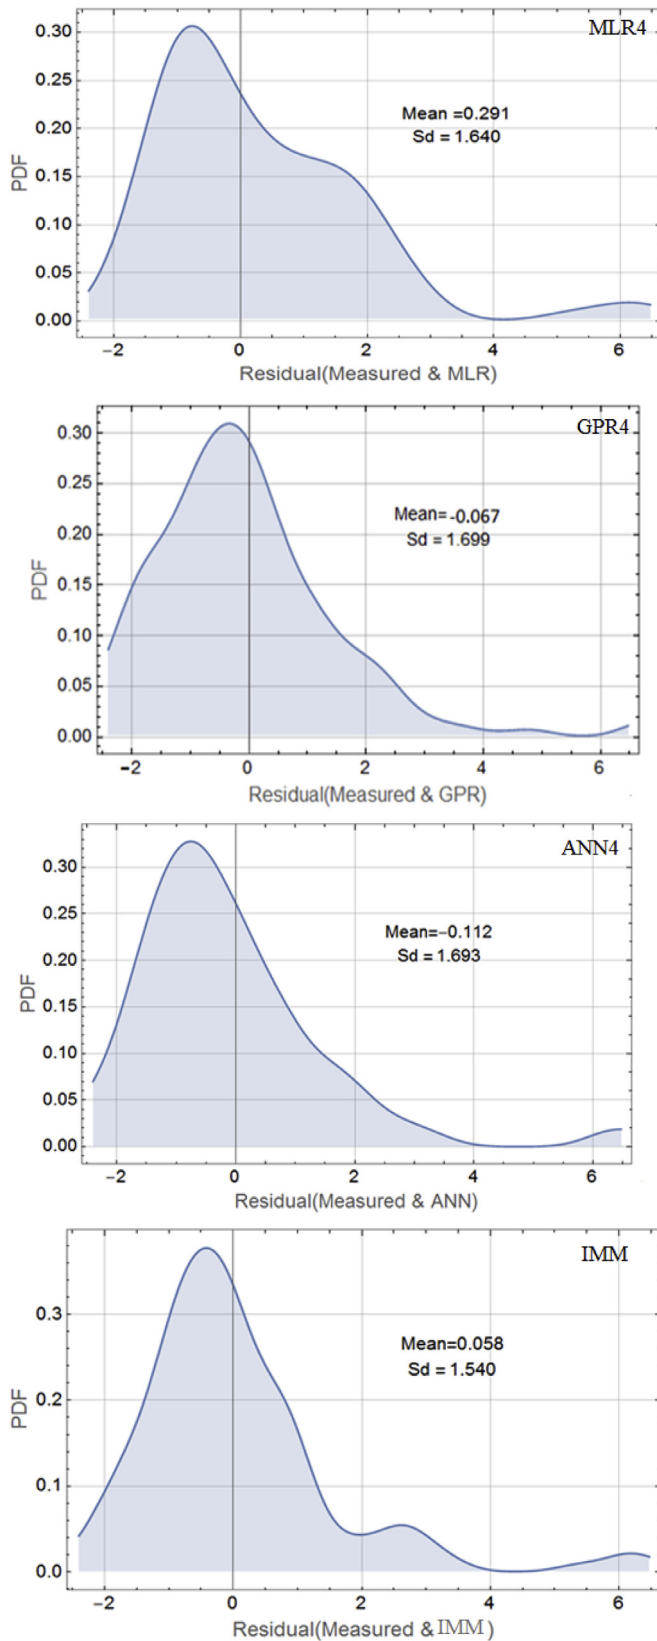 MLR4
0.30
0.25
Mean =0.291
0.20
Sd = 1.640
PDF
0.15
0.10
0.05
0.00
−2 0 2 4 6
Residual(Measured & MLR)
GPR4
0.30
0.25
Mean=-0.067
0.20
Sd = 1.699
PDF
0.15
0.10
0.05
0.00
−2 0 2 4 6
Residual(Measured & GPR)
ANN4
0.30
0.25
Mean=−0.112
Sd = 1.693
0.20
PDF
0.15
0.10
0.05
0.00
−2 0 2 4 6
Residual(Measured & ANN)
IMM
0.3
Mean=0.058
Sd = 1.540
0.2
PDF
0.1
0.0
−2 0 2 4 6
Residual(Measured &IMM )